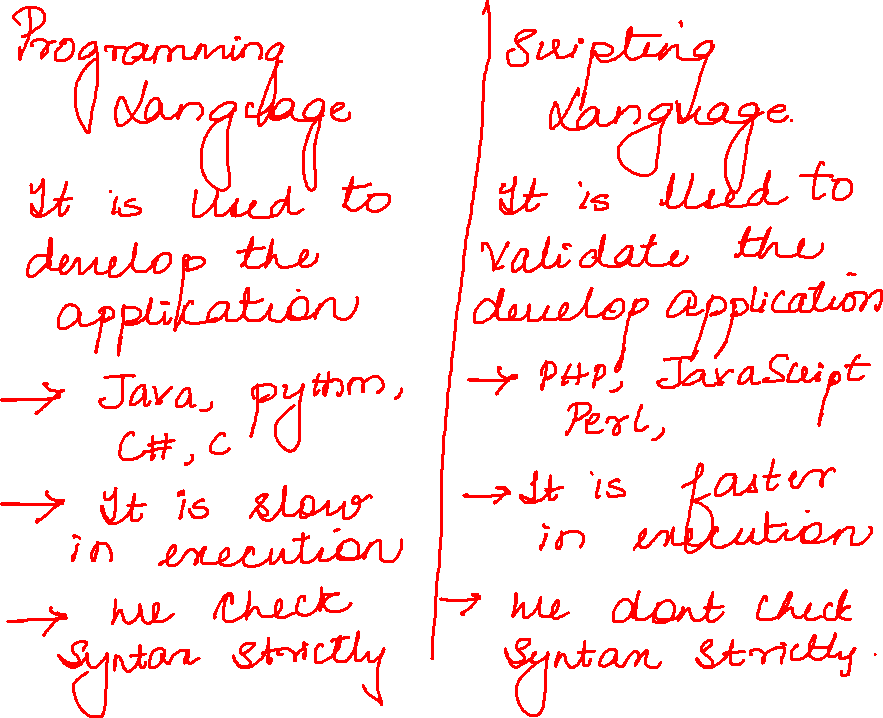 Programming
Language
It is used to
develop the
application
→ Java, python,
C#, C
→ It is slow
in execution
→ we check
syntax strictly
Scripting
Language.
It is used to
validate the
develop application
→ PHP, JavaScript
Perl,
→ It is faster
in execution
→ we dont check
syntax strictly.